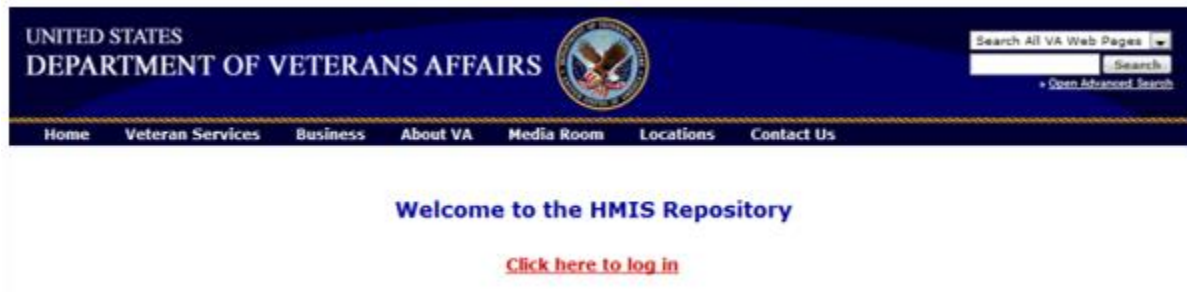 UNITED STATES
DEPARTMENT OF VETERANS AFFAIRS
Search All VA Web Pages
Search
Open Advanced Search
Home Veteran Services Business About VA Media Room Locations Contact Us
Welcome to the HMIS Repository
Click here to log in